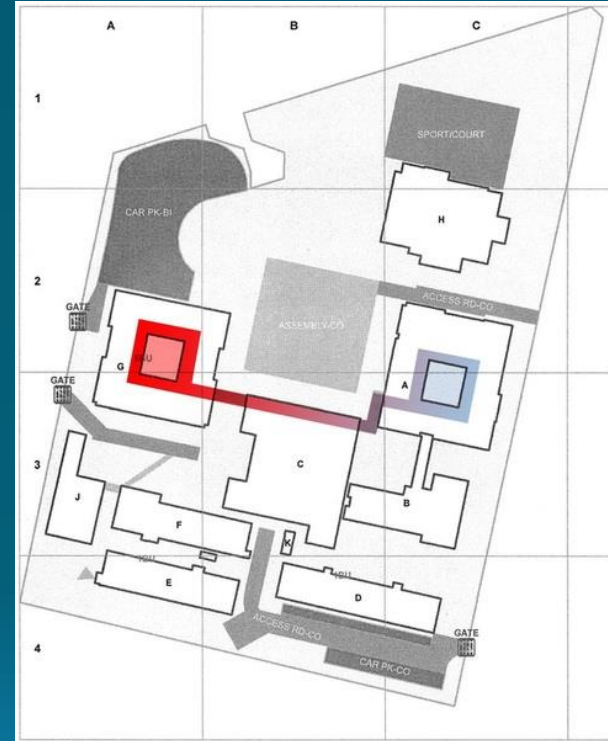 A B C
1
SPORT/COURT
CAR PK-BI
H
2
ACCESS RD-CO
GATE
ASSEMBLY-CO
G
A
GATE
3
C
J
B
F
K
E
D
ACCESS RD-CO
GATE
4
CAR PK-CO